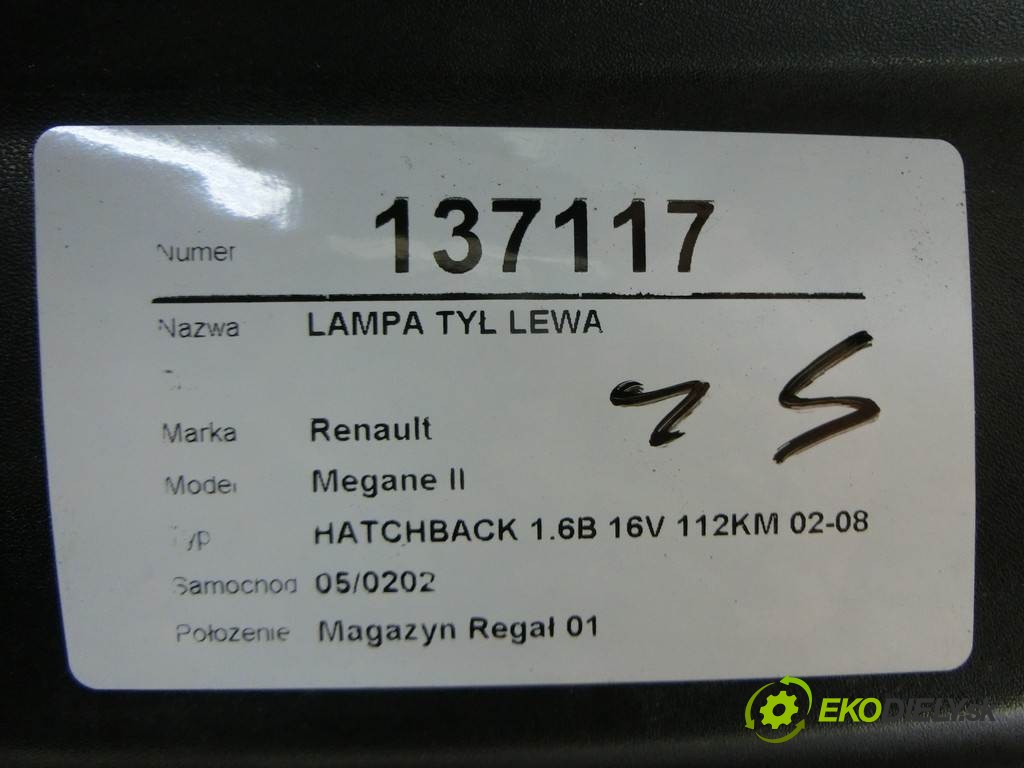 Numer 137117
Nazwa LAMPA TYŁ LEWA
Marka Renault
Model Megane II
Typ HATCHBACK 1.6B 16V 112KM 02-08
Samochod 05/0202
Położenie Magazyn Regał 01
EKODIELY.SK